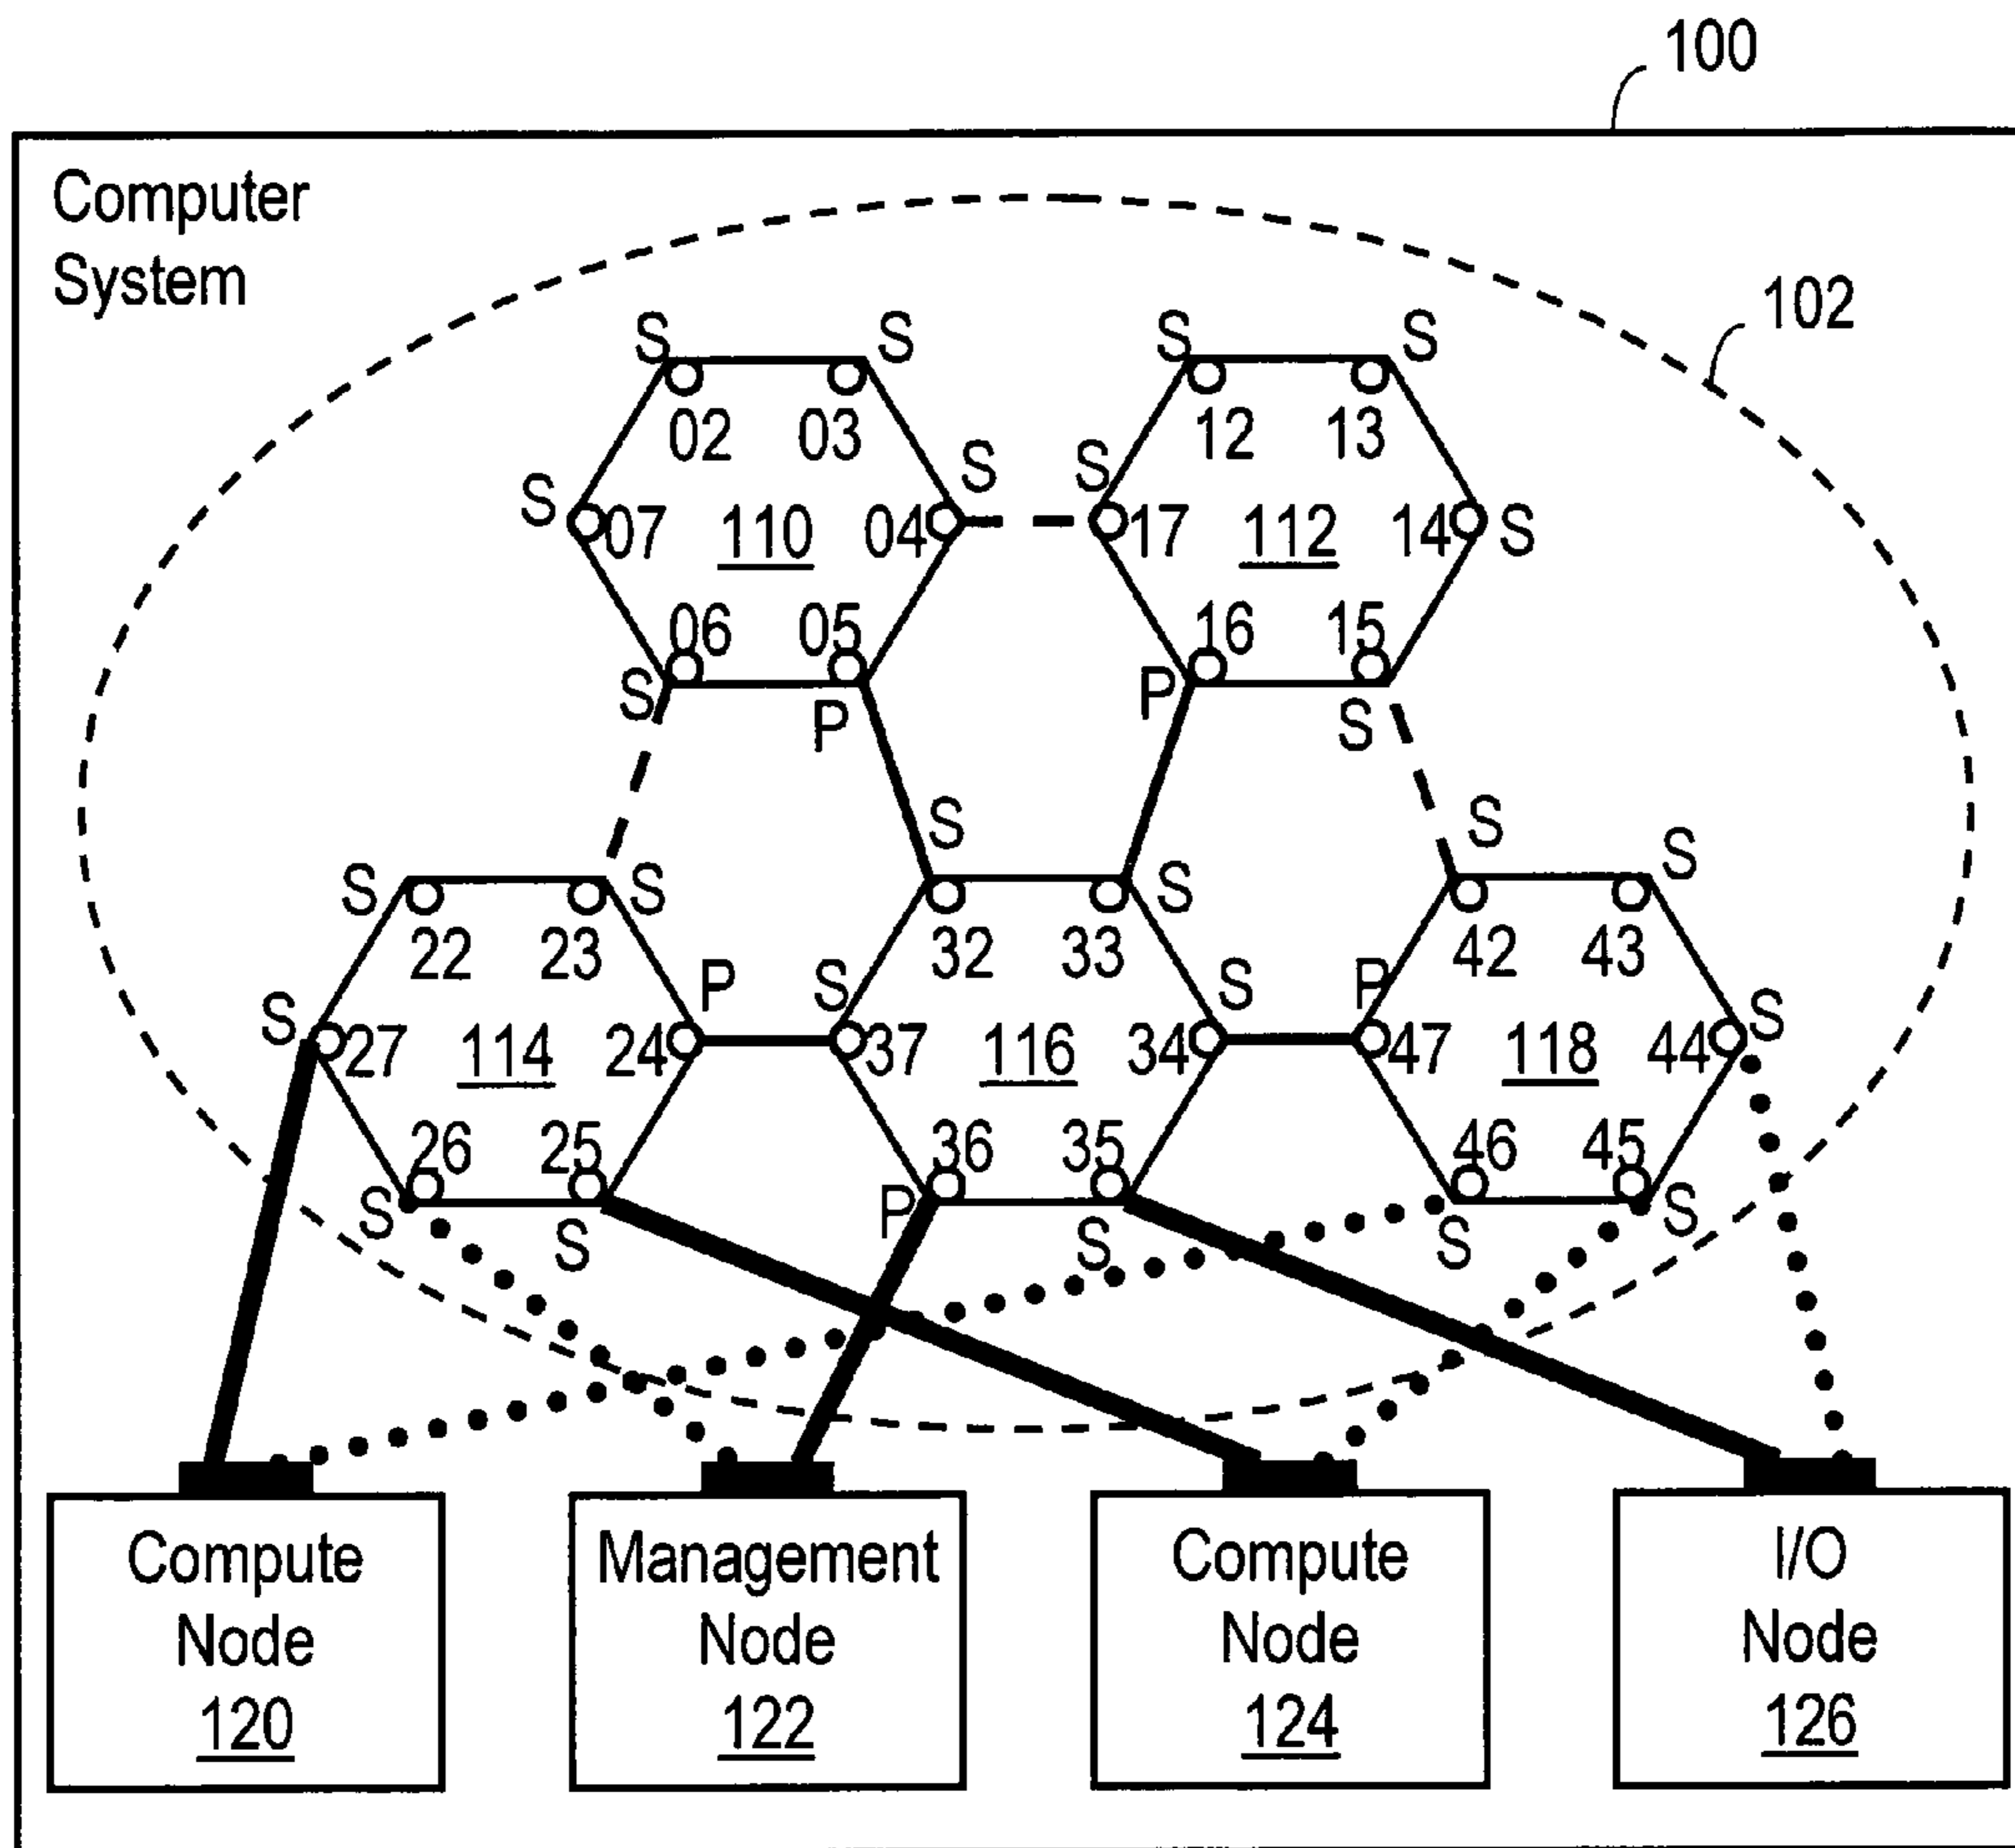 100
Computer
System
102
S S S S
02 03 12 13
S S S
07 110 04 17 112 14 S
06 05 16 15
S P P S
S S S
S S S
22 23 32 33 42 43
S P S S P S
27 114 24 37 116 34 47 118 44
26 25 36 35 46 45
S S P S S S
Compute
Node
120
Management
Node
122
Compute
Node
124
I/O
Node
126